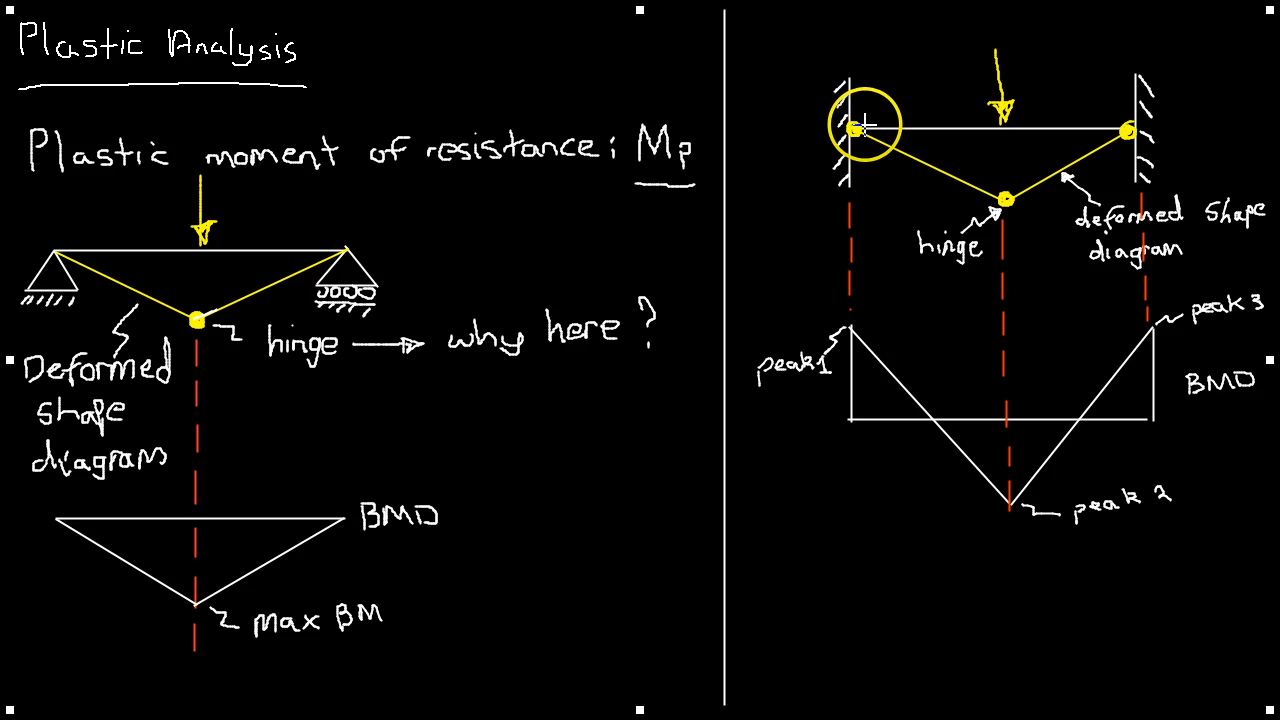 Plastic Analysis
Plastic moment of resistance: Mp
hinge → why here ?
Deformed
shape
diagram
BMD
max BM
hinge
deformed shape
diagram
peak 1
peak 3
BMD
peak 2